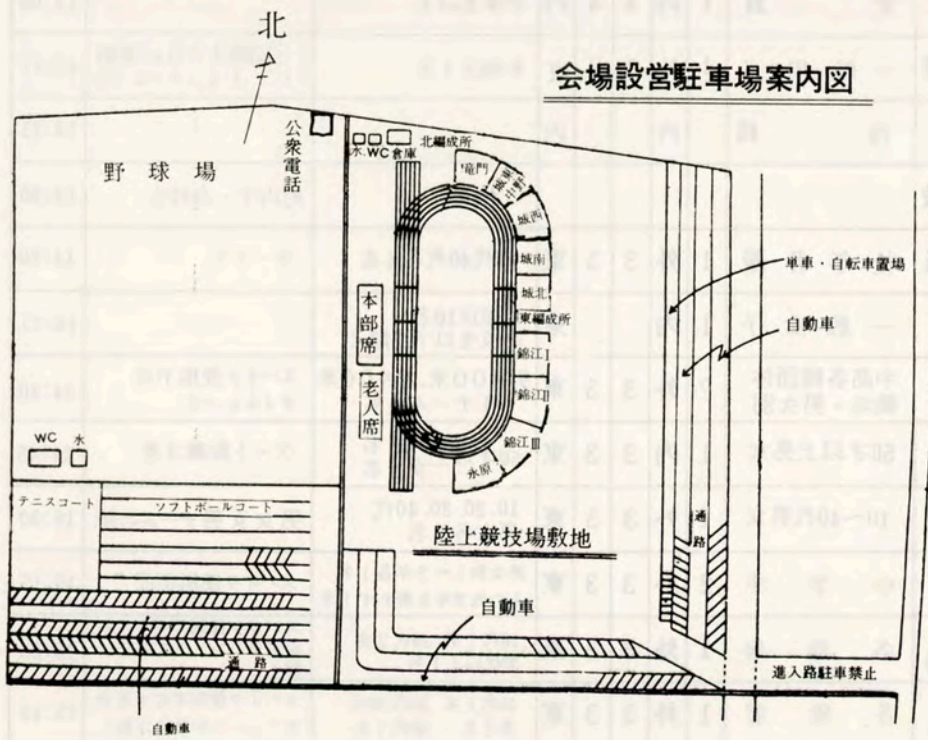 北
会場設営駐車場案内図
公衆電話
野球場
水 WC 倉庫
北編成所
竜門
城東
中野
城西
城南
城北
東編成所
錦江Ⅰ
錦江Ⅱ
錦江Ⅲ
永原
本部席
老人席
単車・自転車置場
自動車
WC 水
テニスコート
ソフトボールコート
陸上競技場敷地
通路
自動車
通路
進入路駐車禁止
自動車